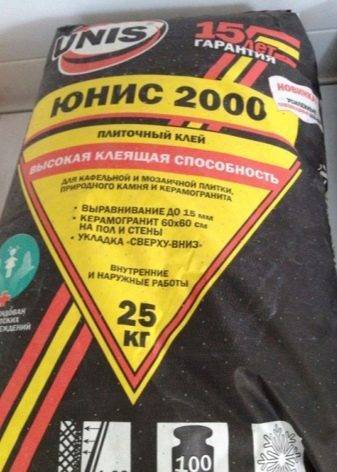 UNIS
15 лет
ГАРАНТИЯ
НОВИНКА
ЮНИС 2000
ПЛИТОЧНЫЙ КЛЕЙ
ВЫСОКАЯ КЛЕЯЩАЯ СПОСОБНОСТЬ
ДЛЯ КАФЕЛЬНОЙ И МОЗАИЧНОЙ ПЛИТКИ,
ПРИРОДНОГО КАМНЯ И КЕРАМОГРАНИТА
• ВЫРАВНИВАНИЕ ДО 15 ММ
• КЕРАМОГРАНИТ 60Х60 СМ
НА ПОЛ И СТЕНЫ
• УКЛАДКА «СВЕРХУ-ВНИЗ»
ВНУТРЕННИЕ
И НАРУЖНЫЕ РАБОТЫ
25
КГ
100